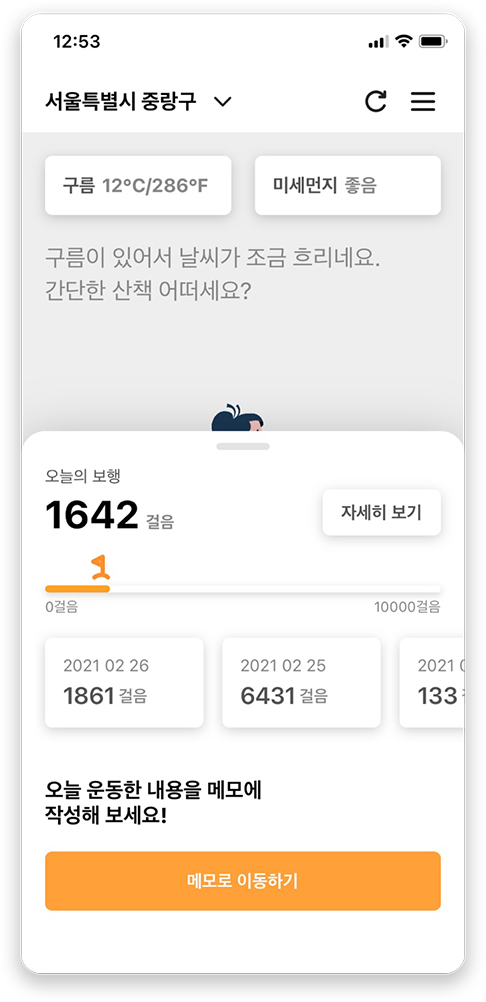 12:53
서울특별시 중랑구
구름 12°C/286°F
미세먼지 좋음
구름이 있어서 날씨가 조금 흐리네요.
간단한 산책 어떠세요?
오늘의 보행
1642 걸음
자세히 보기
0걸음
10000걸음
2021 02 26
1861 걸음
2021 02 25
6431 걸음
2021
133
오늘 운동한 내용을 메모에
작성해 보세요!
메모로 이동하기